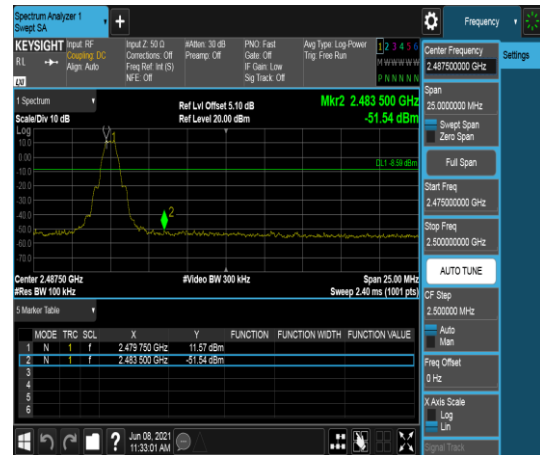 Spectrum Analyzer 1
Swept SA
+
Frequency
KEYSIGHT
Input: RF
Coupling: DC
Align: Auto
Input Z: 50 Ω
Corrections: Off
Freq Ref: Int (S)
NFE: Off
#Atten: 30 dB
Preamp: Off
PNO: Fast
Gate: Off
IF Gain: Low
Sig Track: Off
Avg Type: Log-Power
Trig: Free Run
1 2 3 4 5 6
M W W W W W
P N N N N N
RL
LXI
1 Spectrum
Scale/Div 10 dB
Ref Lvl Offset 5.10 dB
Ref Level 20.00 dBm
Mkr2 2.483 500 GHz
-51.54 dBm
Log
10.0
0.00
-10.0
-20.0
-30.0
-40.0
-50.0
-60.0
-70.0
1
2
DL1 -8.59 dBm
Center 2.48750 GHz
#Res BW 100 kHz
#Video BW 300 kHz
Span 25.00 MHz
Sweep 2.40 ms (1001 pts)
5 Marker Table
MODE TRC SCL X Y FUNCTION FUNCTION WIDTH FUNCTION VALUE
1 N 1 f 2.479 750 GHz 11.57 dBm
2 N 1 f 2.483 500 GHz -51.54 dBm
3
4
5
6
Jun 08, 2021
11:33:01 AM
Center Frequency
2.487500000 GHz
Settings
Span
25.0000000 MHz
Swept Span
Zero Span
Full Span
Start Freq
2.475000000 GHz
Stop Freq
2.500000000 GHz
AUTO TUNE
CF Step
2.500000 MHz
Auto
Man
Freq Offset
0 Hz
X Axis Scale
Log
Lin
Signal Track